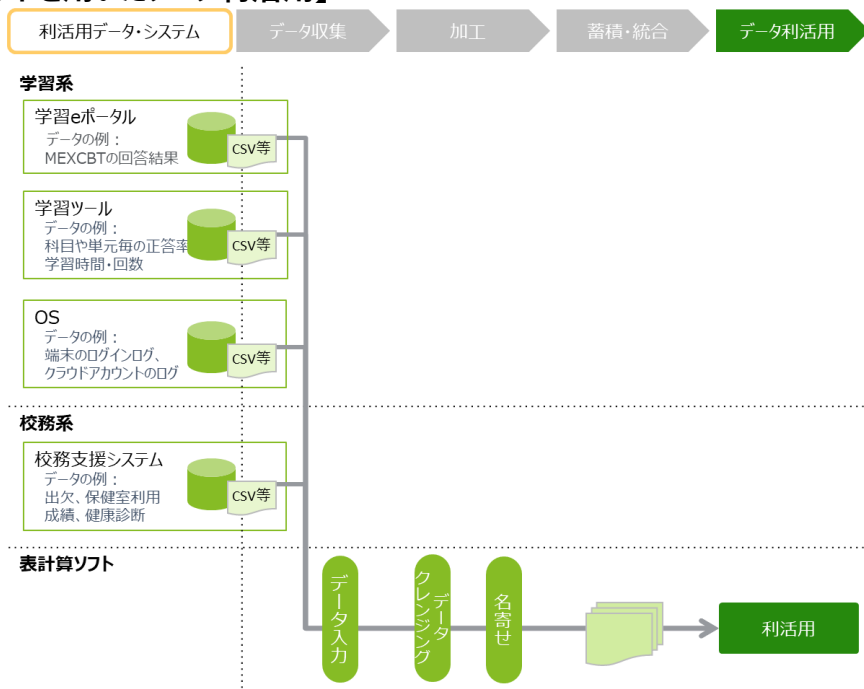 利活用データ・システム
データ収集
加工
蓄積・統合
データ利活用
学習系
学習eポータル
データの例：
MEXCBTの回答結果
CSV等
学習ツール
データの例：
科目や単元毎の正答率
学習時間・回数
CSV等
OS
データの例：
端末のログインログ、
クラウドアカウントのログ
CSV等
校務系
校務支援システム
データの例：
出欠、保健室利用
成績、健康診断
CSV等
表計算ソフト
データ入力
データ
クレンジング
名寄せ
利活用